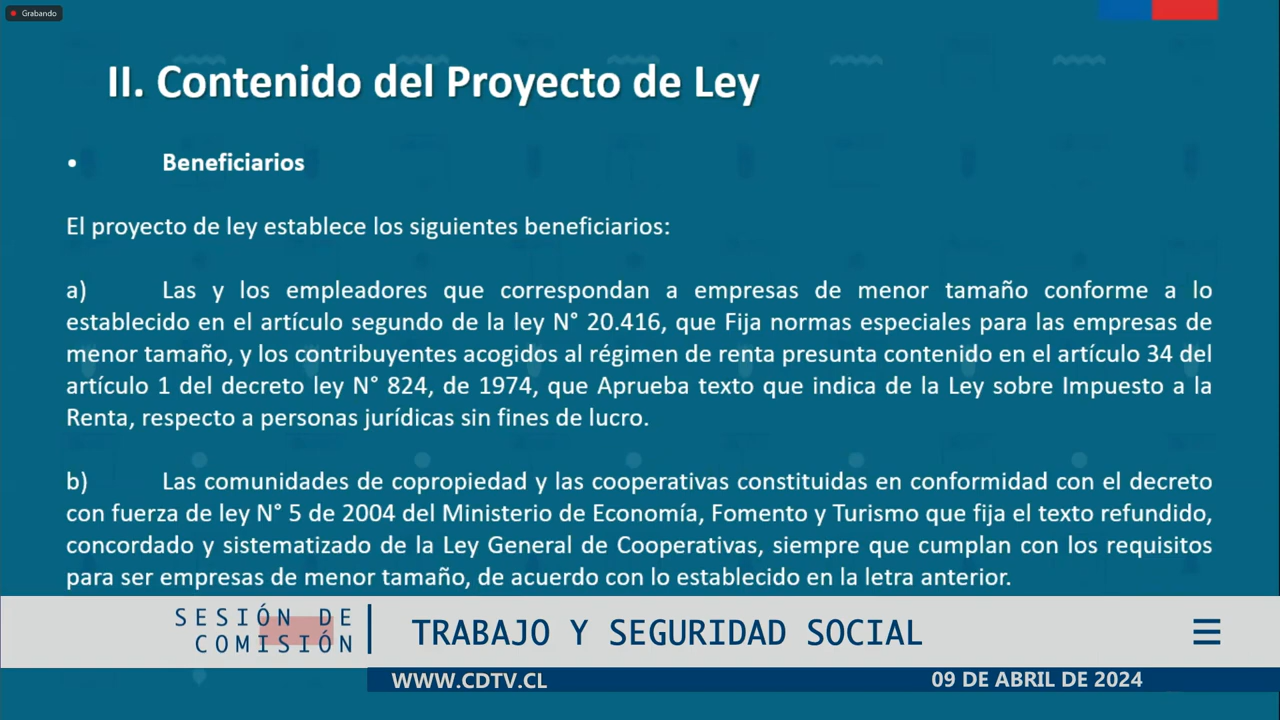 Grabando
II. Contenido del Proyecto de Ley
• Beneficiarios
El proyecto de ley establece los siguientes beneficiarios:
a) Las y los empleadores que correspondan a empresas de menor tamaño conforme a lo
establecido en el artículo segundo de la ley N° 20.416, que Fija normas especiales para las empresas de
menor tamaño, y los contribuyentes acogidos al régimen de renta presunta contenido en el artículo 34 del
artículo 1 del decreto ley N° 824, de 1974, que Aprueba texto que indica de la Ley sobre Impuesto a la
Renta, respecto a personas jurídicas sin fines de lucro.
b) Las comunidades de copropiedad y las cooperativas constituidas en conformidad con el decreto
con fuerza de ley N° 5 de 2004 del Ministerio de Economía, Fomento y Turismo que fija el texto refundido,
concordado y sistematizado de la Ley General de Cooperativas, siempre que cumplan con los requisitos
para ser empresas de menor tamaño, de acuerdo con lo establecido en la letra anterior.
SESIÓN DE
COMISIÓN
TRABAJO Y SEGURIDAD SOCIAL
WWW.CDTV.CL
09 DE ABRIL DE 2024